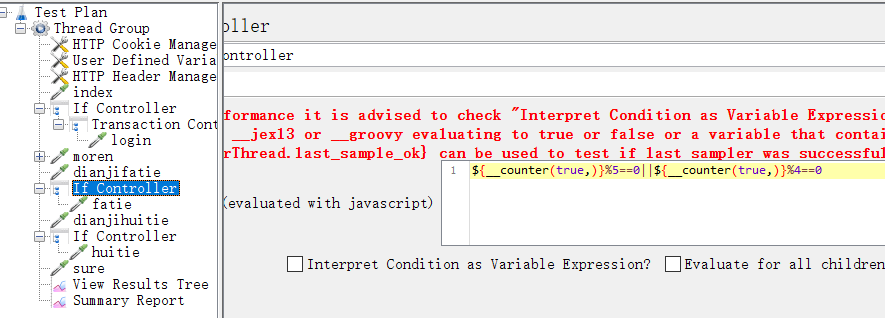 Test Plan
Thread Group
HTTP Cookie Manage
User Defined Varia
HTTP Header Manage
index
If Controller
Transaction Cont
login
moren
dianjifatie
If Controller
fatie
dianjihuitie
If Controller
huitie
sure
View Results Tree
Summary Report
oller
ontroller
formance it is advised to check "Interpret Condition as Variable Expressio
__jexl3 or __groovy evaluating to true or false or a variable that contai
rThread.last_sample_ok} can be used to test if last sampler was successful
(evaluated with javascript)
1 ${__counter(true,)}%5==0||${__counter(true,)}%4==0
Interpret Condition as Variable Expression? Evaluate for all children